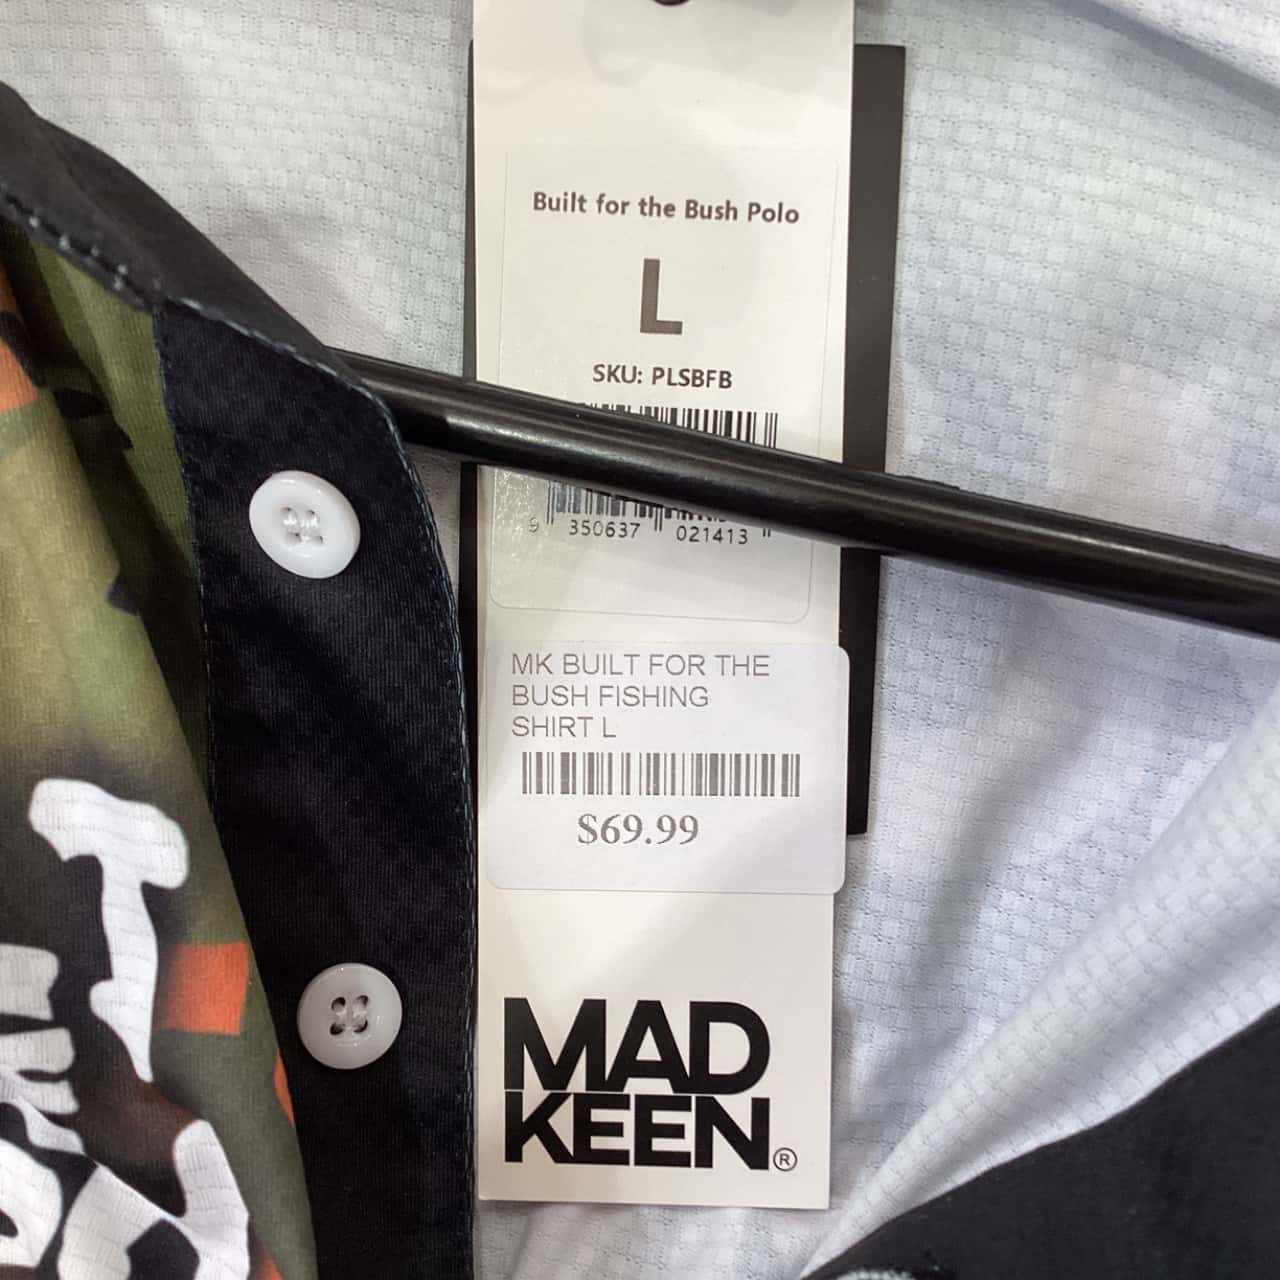 Built for the Bush Polo
L
SKU: PLSBFB
9 350637 021413
MK BUILT FOR THE
BUSH FISHING
SHIRT L
$69.99
MAD
KEEN®